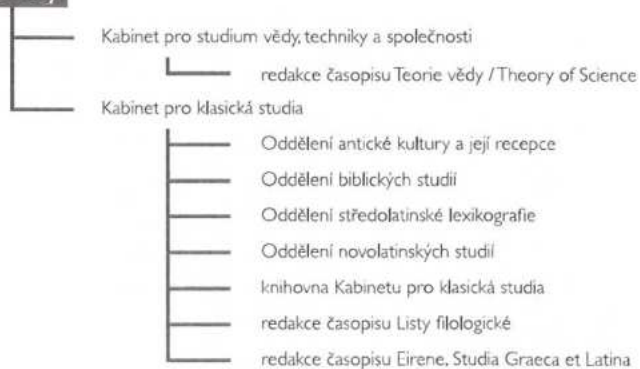 Kabinet pro studium vědy, techniky a společnosti
redakce časopisu Teorie vědy / Theory of Science
Kabinet pro klasická studia
Oddělení antické kultury a její recepce
Oddělení biblických studií
Oddělení středolatinské lexikografie
Oddělení novolatinských studií
knihovna Kabinetu pro klasická studia
redakce časopisu Listy filologické
redakce časopisu Eirene, Studia Graeca et Latina